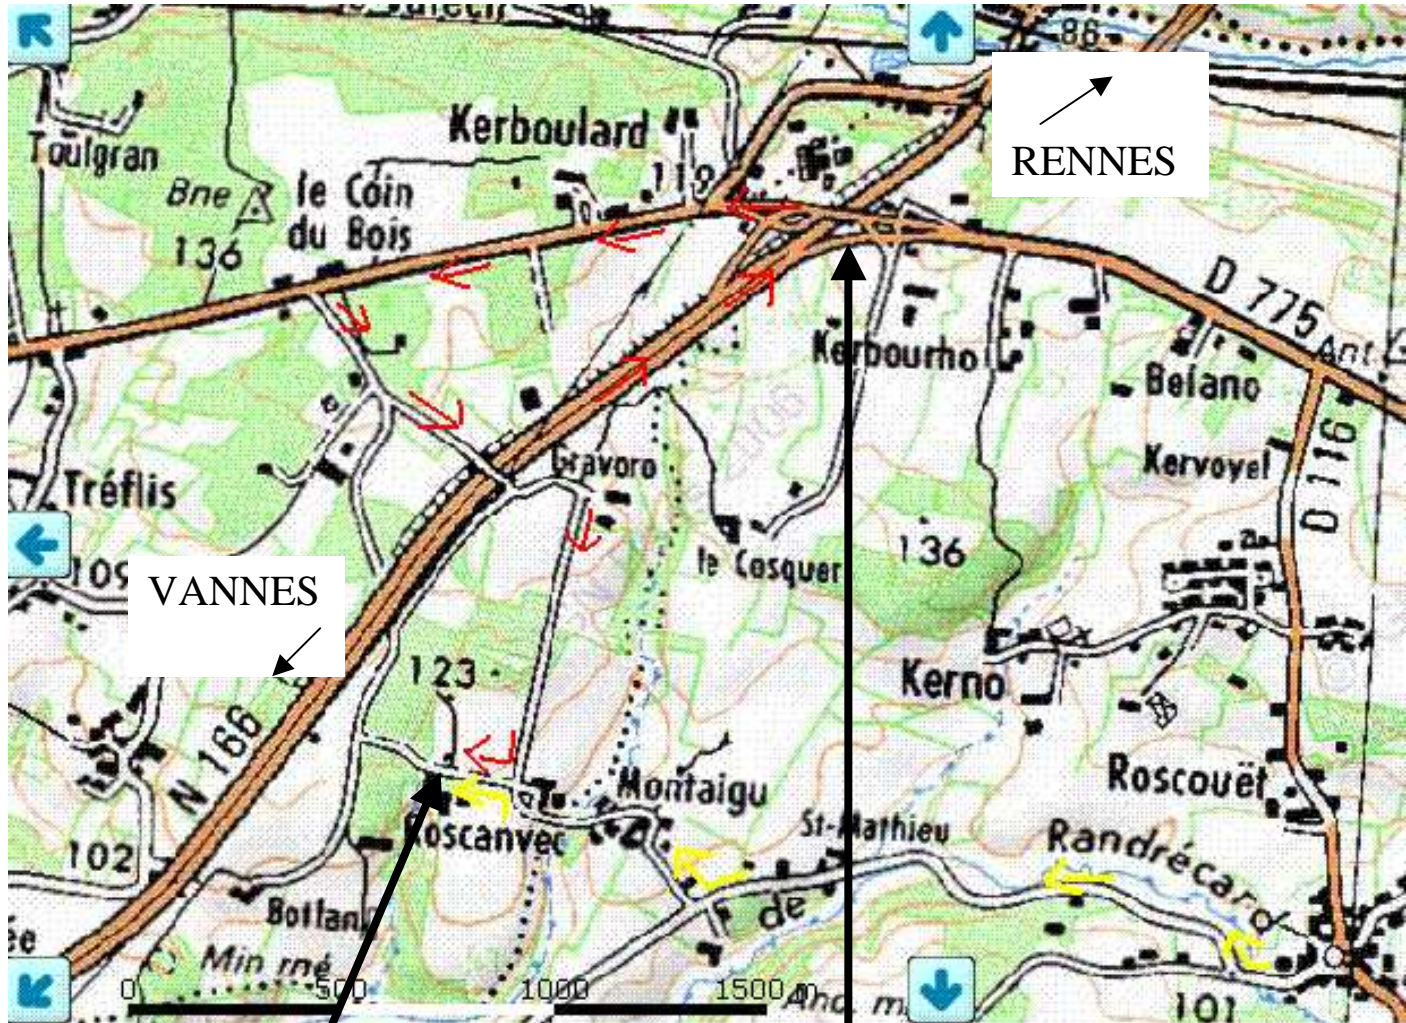 86
RENNES
Kerboulard
Toulgran
119
Bne
le Coin
du Bois
136
D 775
Kerbourho
Ant
Belano
D 116
Gravoro
Kervoyel
Tréflis
le Cosquer
136
109
VANNES
123
Kerno
N 166
Montaigu
Roscouët
Roscanvec
St-Mathieu
Randrécard
102
de
Botlan
Min rné
0 500 1000 1500 m
101